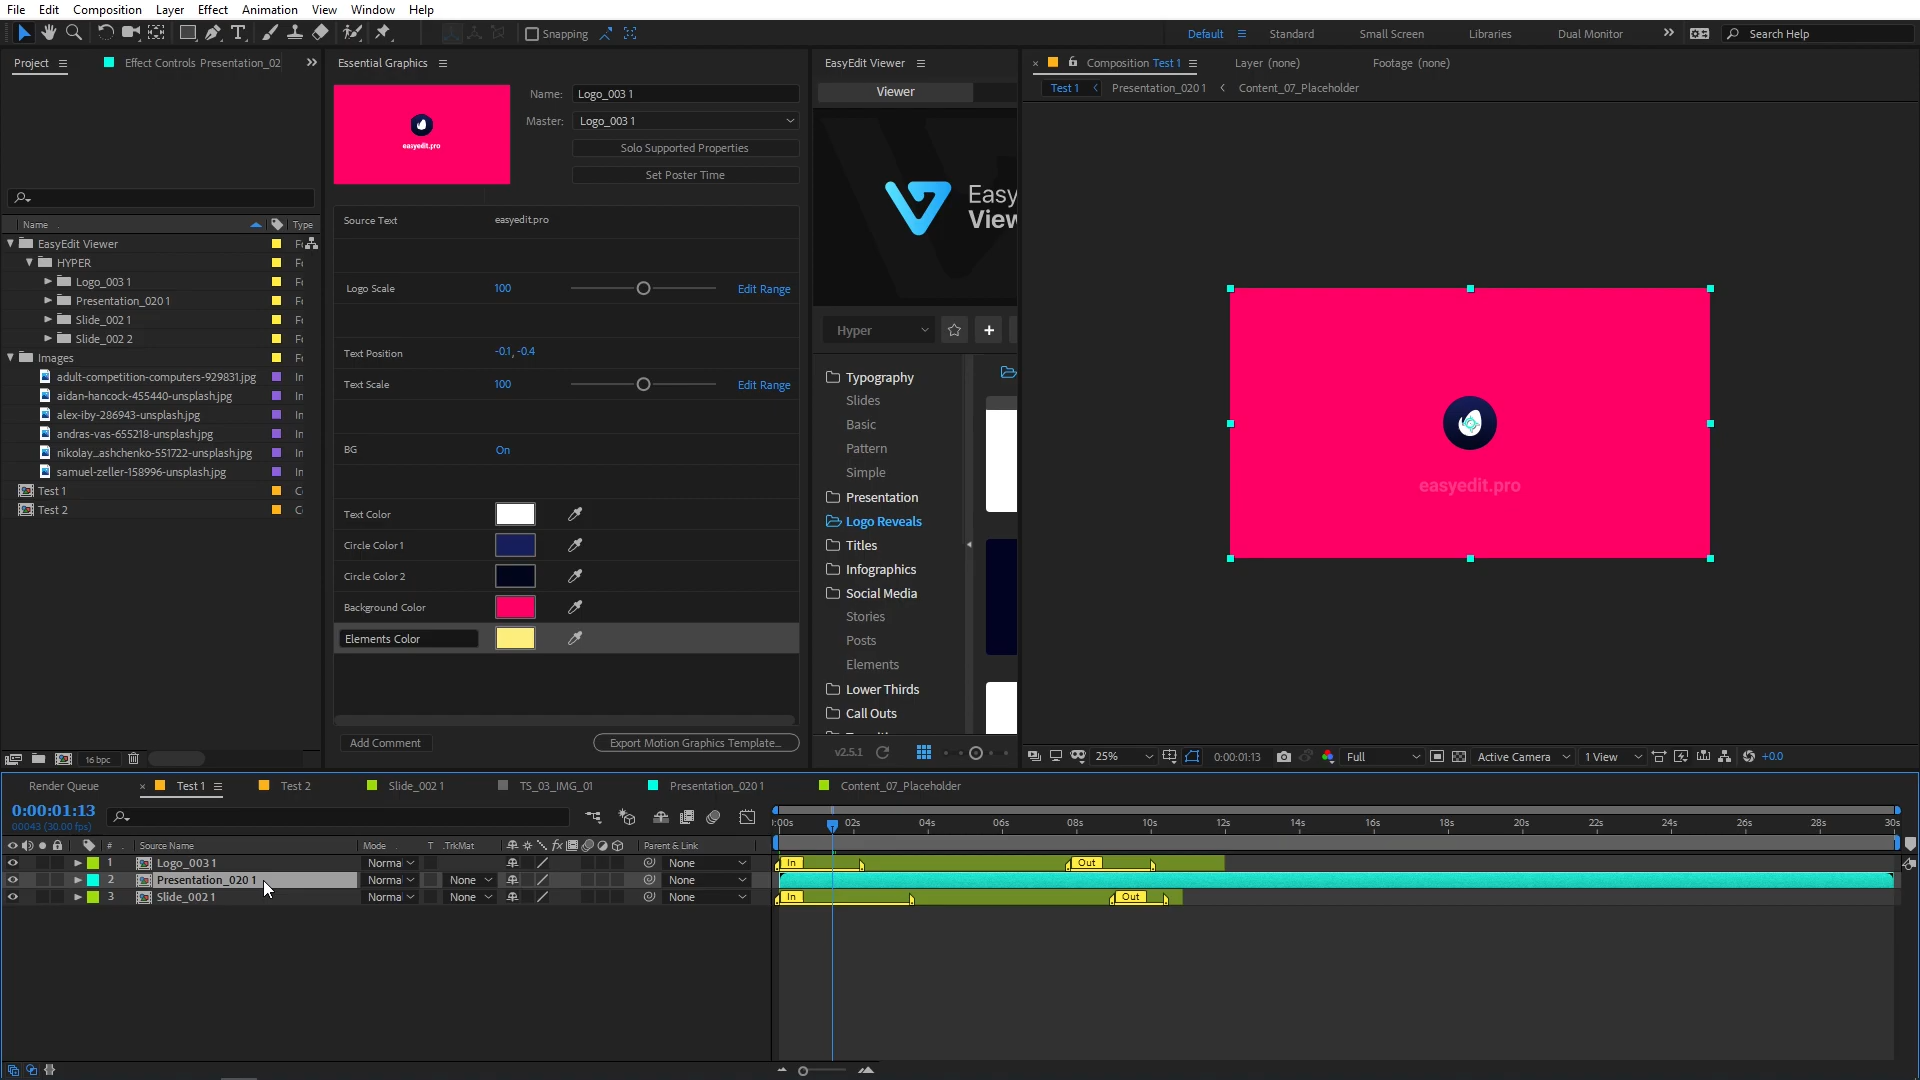 File Edit Composition Layer Effect Animation View Window Help
Snapping
Default Standard Small Screen Libraries Dual Monitor Search Help
Project Effect Controls Presentation_02
Essential Graphics
EasyEdit Viewer
Composition Test 1 Layer (none) Footage (none)
Test 1 Presentation_020 1 Content_07_Placeholder
Name: Logo_003 1
Master: Logo_003 1
Solo Supported Properties
Set Poster Time
easyedit.pro
Viewer
Easy
View
Name Type
EasyEdit Viewer
HYPER
Logo_003 1
Presentation_020 1
Slide_002 1
Slide_002 2
Images
adult-competition-computers-929831.jpg
aidan-hancock-455440-unsplash.jpg
alex-iby-286943-unsplash.jpg
andras-vas-655218-unsplash.jpg
nikolay...ashchenko-551722-unsplash.jpg
samuel-zeller-158996-unsplash.jpg
Test 1
Test 2
16 bpc
Source Text easyedit.pro
Logo Scale 100 Edit Range
Text Position -0.1, -0.4
Text Scale 100 Edit Range
BG On
Text Color
Circle Color 1
Circle Color 2
Background Color
Elements Color
Add Comment Export Motion Graphics Template...
Hyper
Typography
Slides
Basic
Pattern
Simple
Presentation
Logo Reveals
Titles
Infographics
Social Media
Stories
Posts
Elements
Lower Thirds
Call Outs
v2.5.1
easyedit.pro
25% 0:00:01:13 Full Active Camera 1 View +0.0
Render Queue Test 1 Test 2 Slide_002 1 TS_03_IMG_01 Presentation_020 1 Content_07_Placeholder
0:00:01:13
00043 (30.00 fps)
:00s 02s 04s 06s 08s 10s 12s 14s 16s 18s 20s 22s 24s 26s 28s 30s
# Source Name Mode T .TrkMat Parent & Link
1 Logo_003 1 Norma None In Out
2 Presentation_020 1 Norma None None
3 Slide_002 1 Norma None None In Out